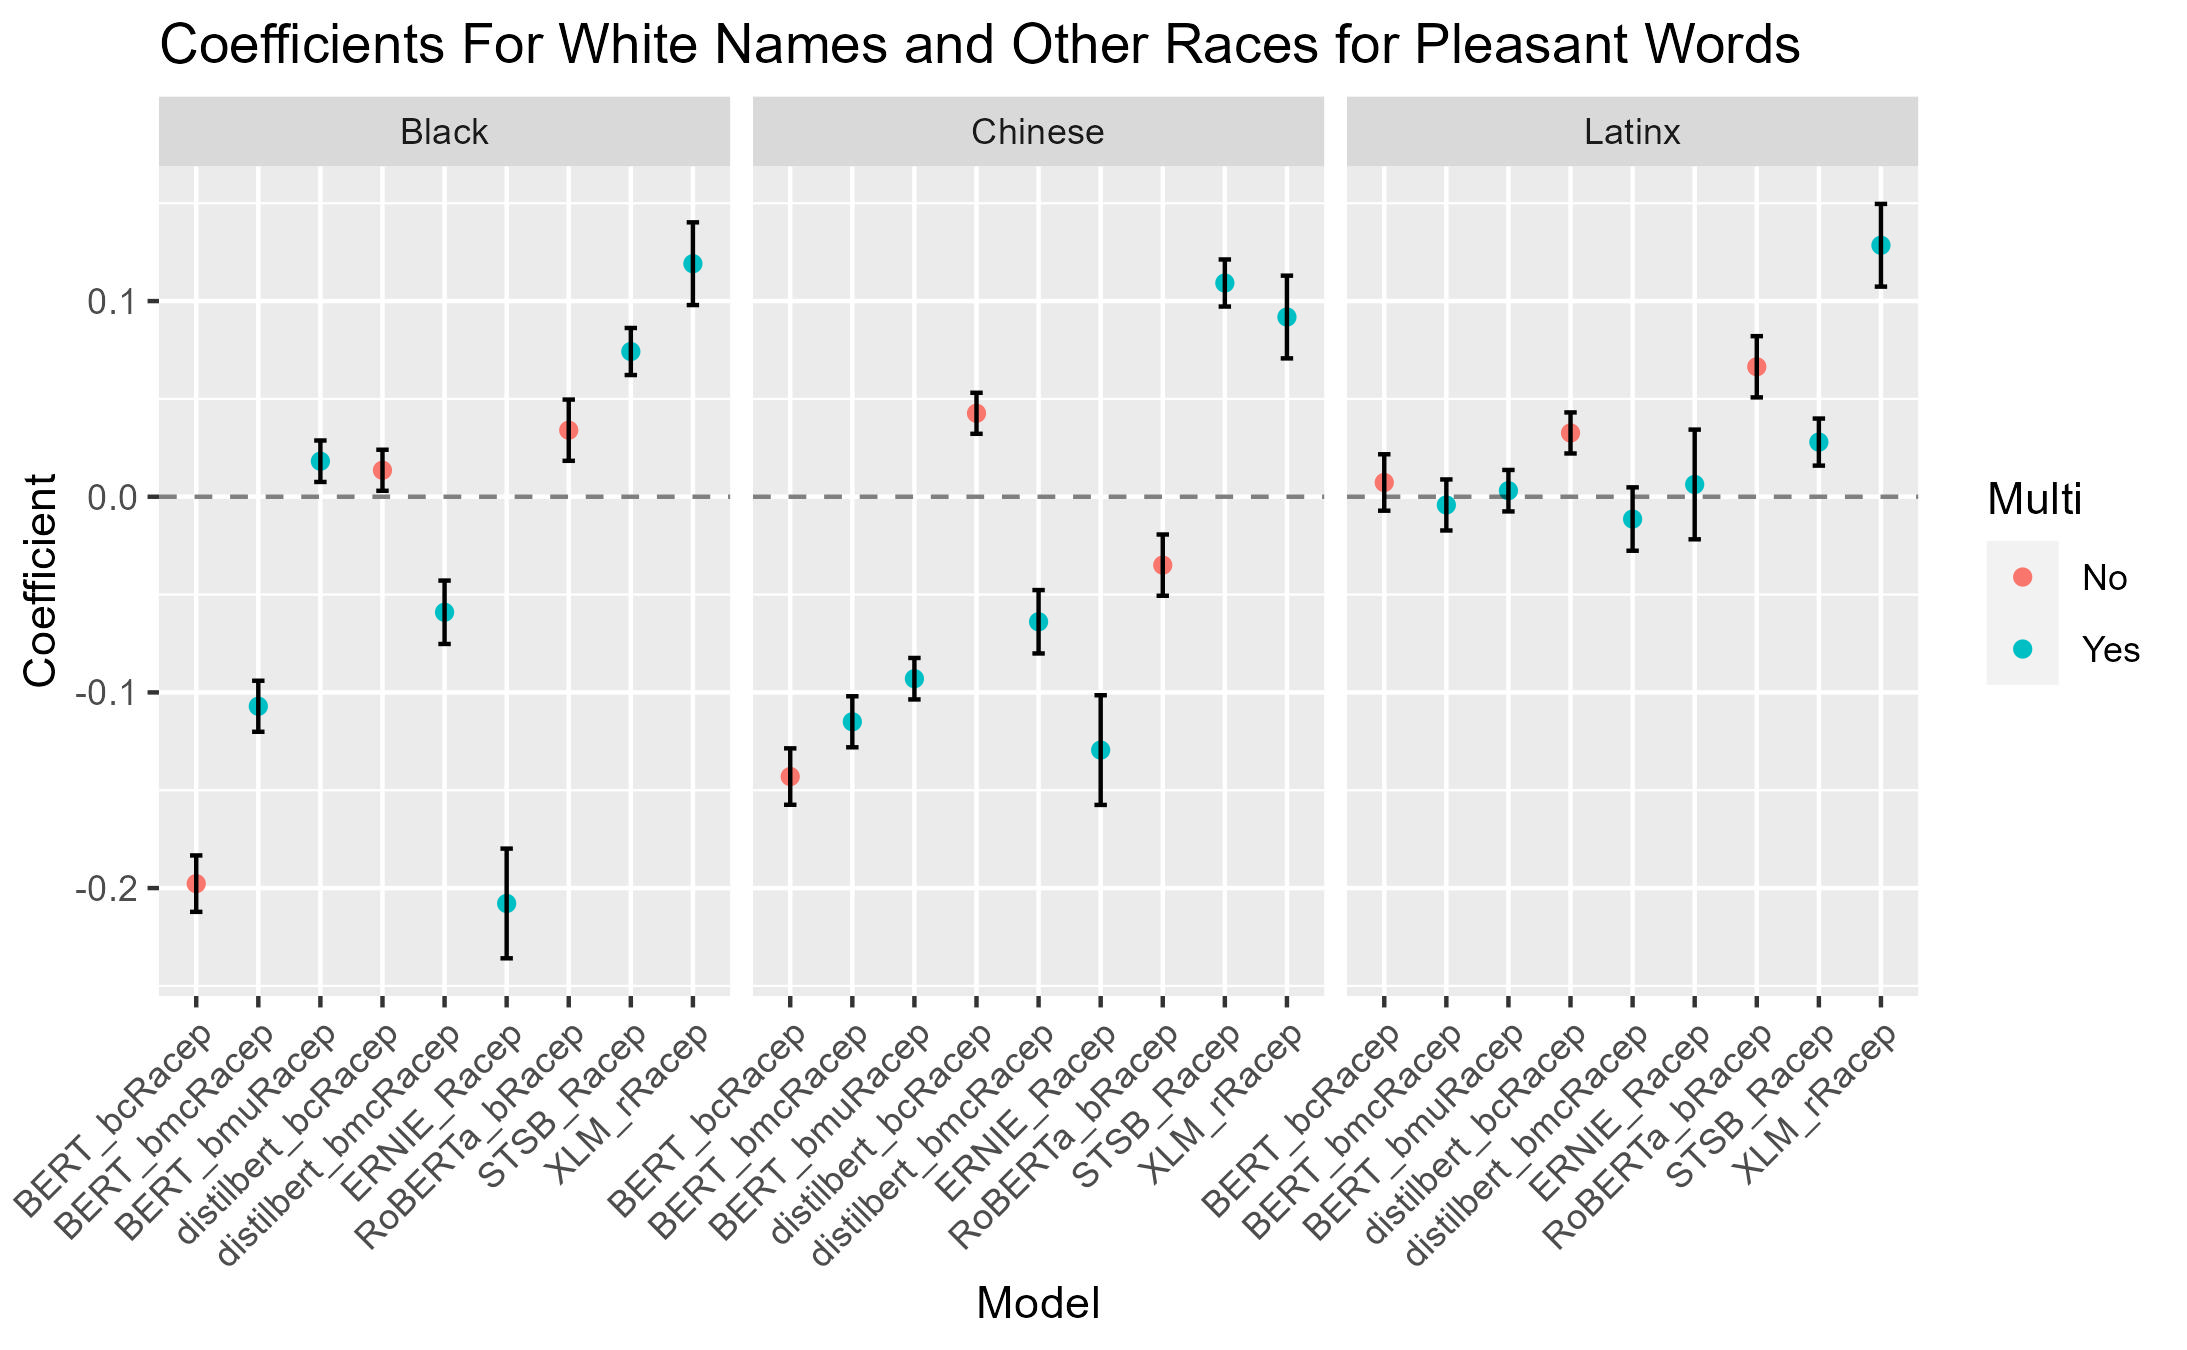 Coefficients For White Names and Other Races for Pleasant Words
Black
Chinese
Latinx
Coefficient
0.1
0.0
-0.1
-0.2
BERT_bcRacep
BERT_bmcRacep
BERT_bmuRacep
distilbert_bcRacep
distilbert_bmcRacep
ERNIE_Racep
RoBERTa_bRacep
STSB_Racep
XLM_rRacep
BERT_bcRacep
BERT_bmcRacep
BERT_bmuRacep
distilbert_bcRacep
distilbert_bmcRacep
ERNIE_Racep
RoBERTa_bRacep
STSB_Racep
XLM_rRacep
BERT_bcRacep
BERT_bmcRacep
BERT_bmuRacep
distilbert_bcRacep
distilbert_bmcRacep
ERNIE_Racep
RoBERTa_bRacep
STSB_Racep
XLM_rRacep
Model
Multi
No
Yes